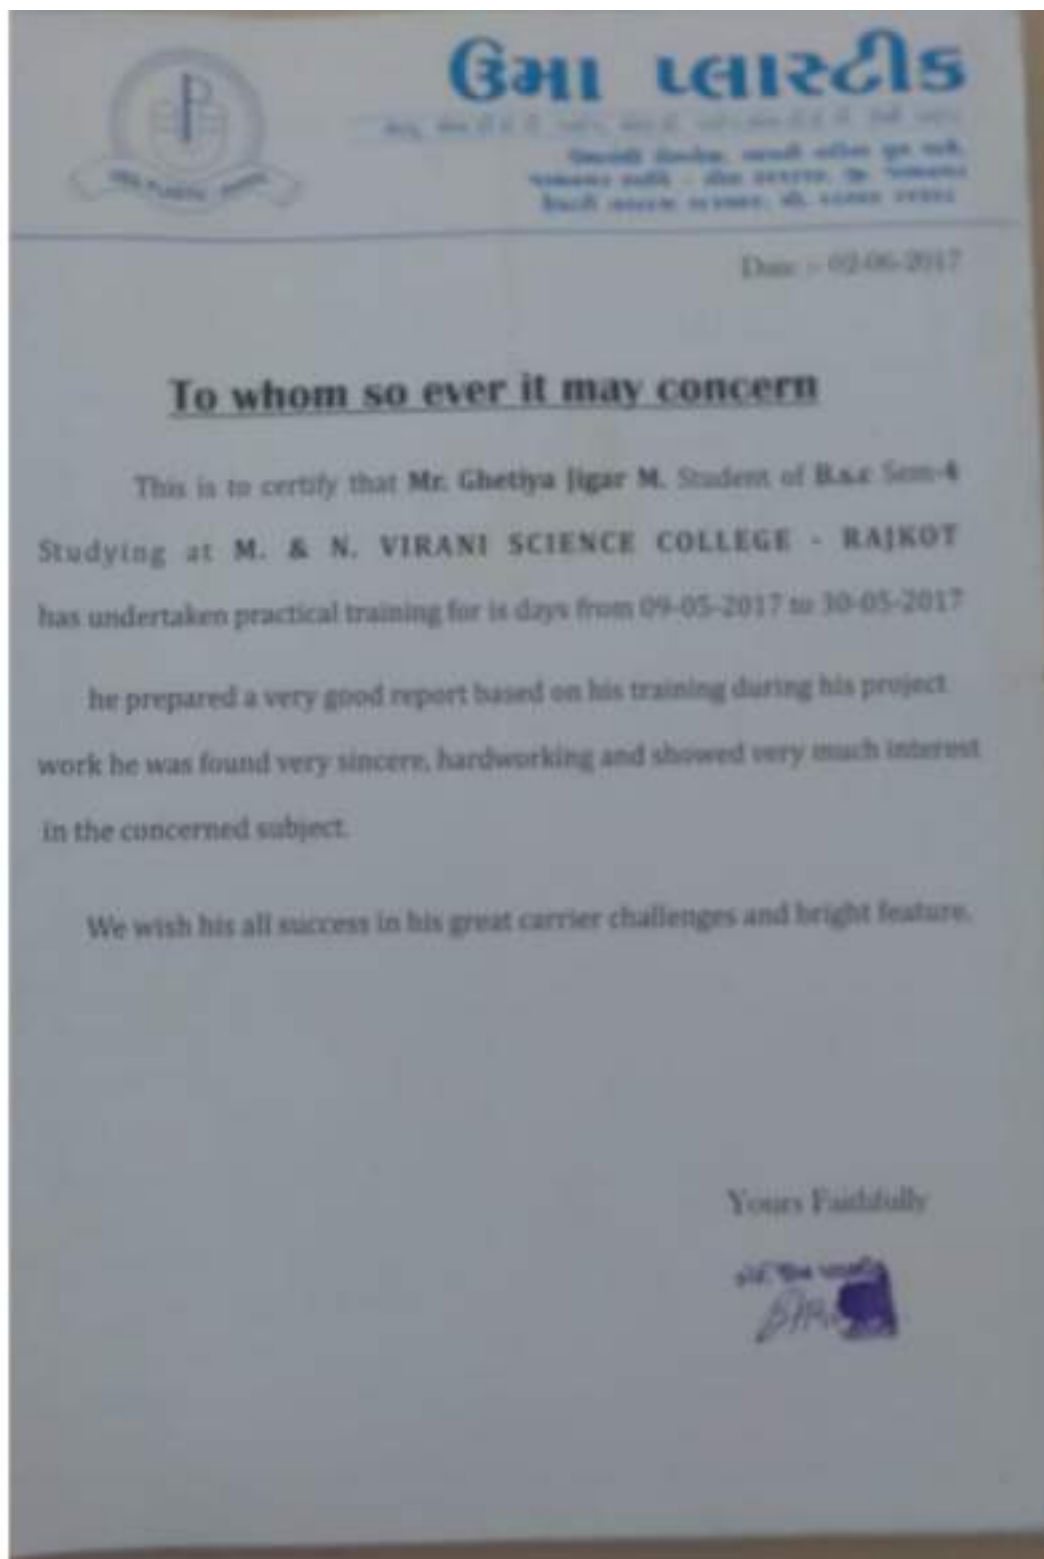 ઉમા પ્લાસ્ટીક
Date :- 02-06-2017
To whom so ever it may concern
This is to certify that Mr. Ghetiya Jigar M. Student of B.s.c Sem-4
Studying at M. & N. VIRANI SCIENCE COLLEGE - RAJKOT
has undertaken practical training for is days from 09-05-2017 to 30-05-2017
he prepared a very good report based on his training during his project
work he was found very sincere, hardworking and showed very much interest
in the concerned subject.
We wish his all success in his great carrier challenges and bright feature.
Yours Faithfully